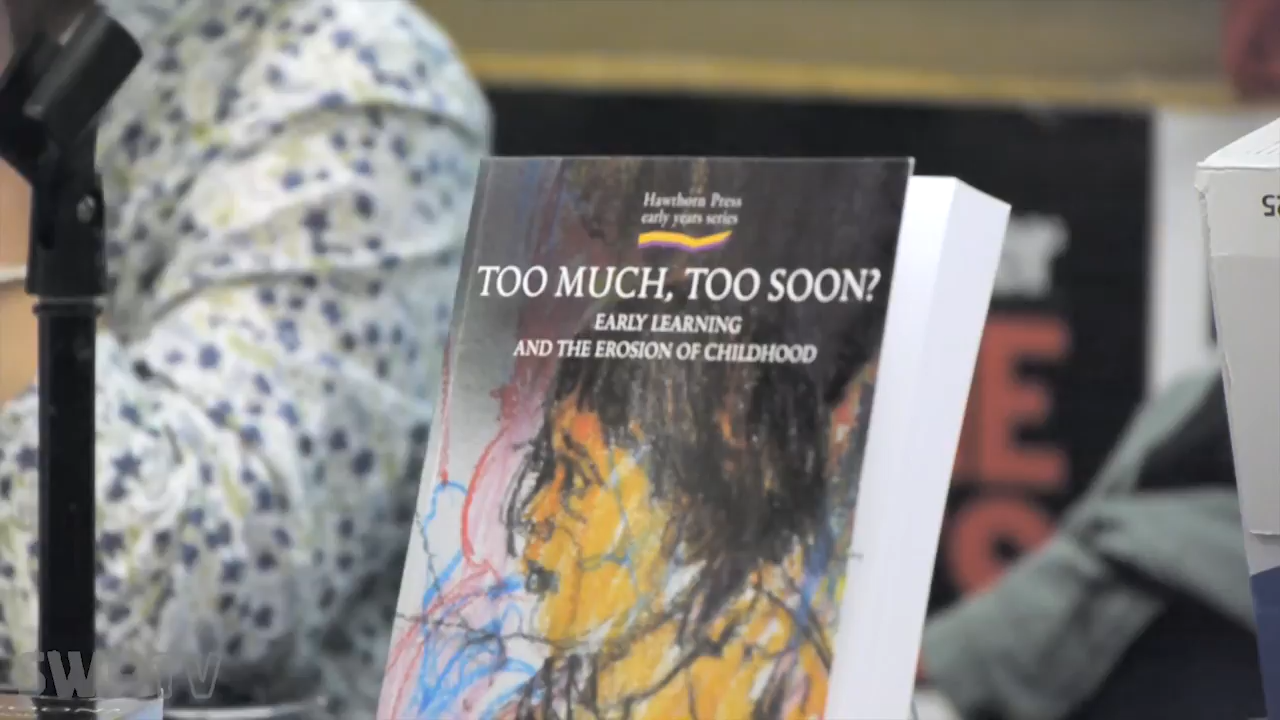 Hawthorn Press
early years series
TOO MUCH, TOO SOON?
EARLY LEARNING
AND THE EROSION OF CHILDHOOD